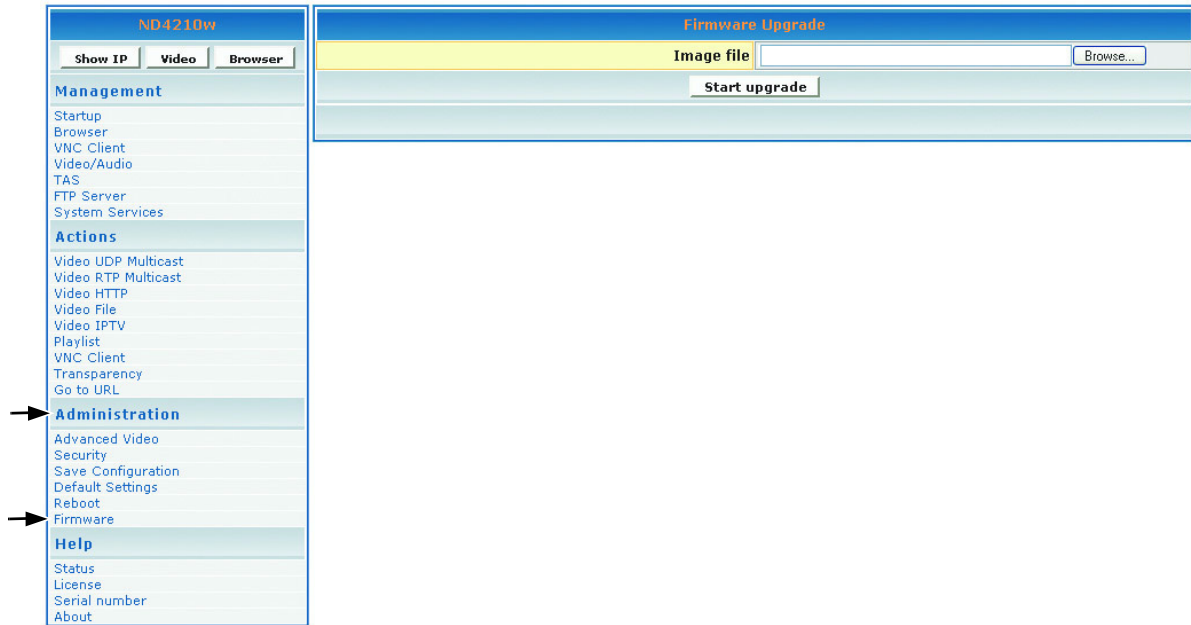 ND4210w
Show IP Video Browser
Management
Startup
Browser
VNC Client
Video/Audio
TAS
FTP Server
System Services
Actions
Video UDP Multicast
Video RTP Multicast
Video HTTP
Video File
Video IPTV
Playlist
VNC Client
Transparency
Go to URL
Administration
Advanced Video
Security
Save Configuration
Default Settings
Reboot
Firmware
Help
Status
License
Serial number
About
Firmware Upgrade
Image file Browse...
Start upgrade